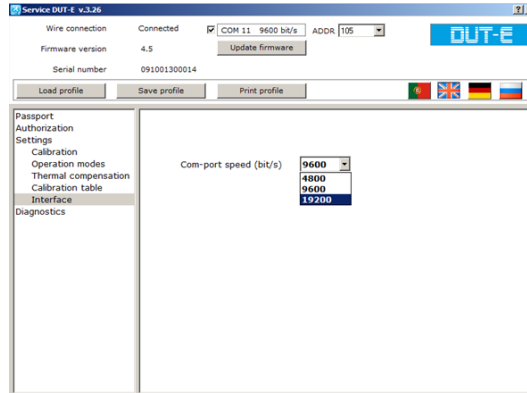 Service DUT-E v.3.26
Wire connection Connected COM 11 9600 bit/s ADDR 105
DUT-E
Firmware version 4.5 Update firmware
Serial number 091001300014
Load profile Save profile Print profile
Passport
Authorization
Settings
Calibration
Operation modes
Thermal compensation
Calibration table
Interface
Diagnostics
Com-port speed (bit/s) 9600
4800
9600
19200